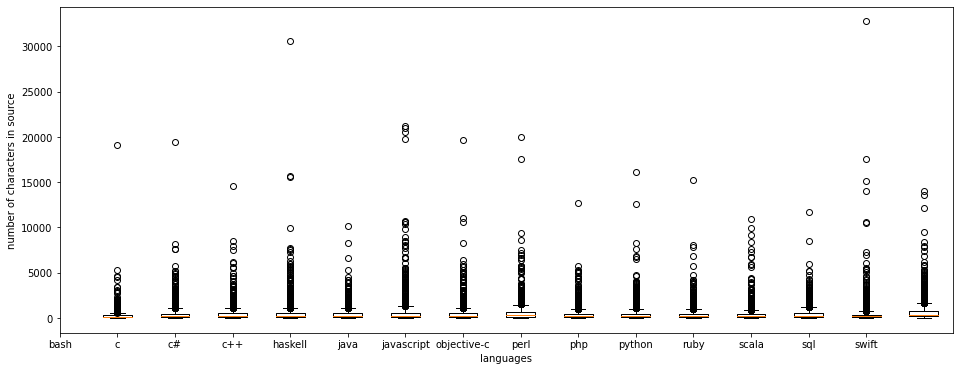 30000
25000
20000
15000
10000
5000
0
number of characters in source
bash c c# c++ haskell java javascript objective-c perl php python ruby scala sql swift
languages